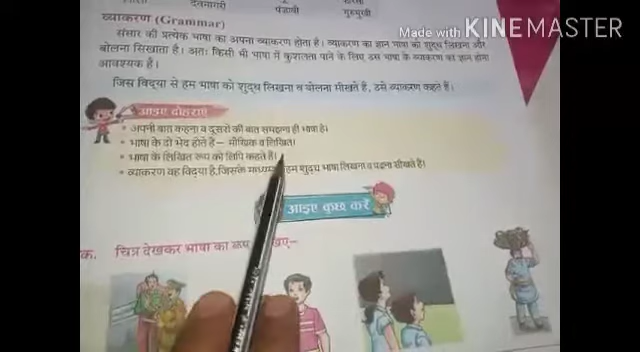 देवनागरी
पंजाबी
गुरुमुखी
Made with KINEMASTER
व्याकरण (Grammar)
संसार की प्रत्येक भाषा का अपना व्याकरण होता है। व्याकरण का ज्ञान भाषा को शुद्ध लिखना और
बोलना सिखाता है। अतः किसी भी भाषा में कुशलता पाने के लिए उस भाषा के व्याकरण का ज्ञान होना
आवश्यक है।
जिस विद्या से हम भाषा को शुद्ध लिखना व बोलना सीखते हैं, उसे व्याकरण कहते हैं।
आइए दोहराएँ
• अपनी बात कहना व दूसरों की बात समझना ही भाषा है।
• भाषा के दो भेद होते हैं– मौखिक व लिखित।
• भाषा के लिखित रूप को लिपि कहते हैं।
• व्याकरण वह विद्या है, जिसके हम शुद्ध भाषा लिखना व पढ़ना सीखते हैं।
आइए कुछ करें
क. चित्र देखकर भाषा का